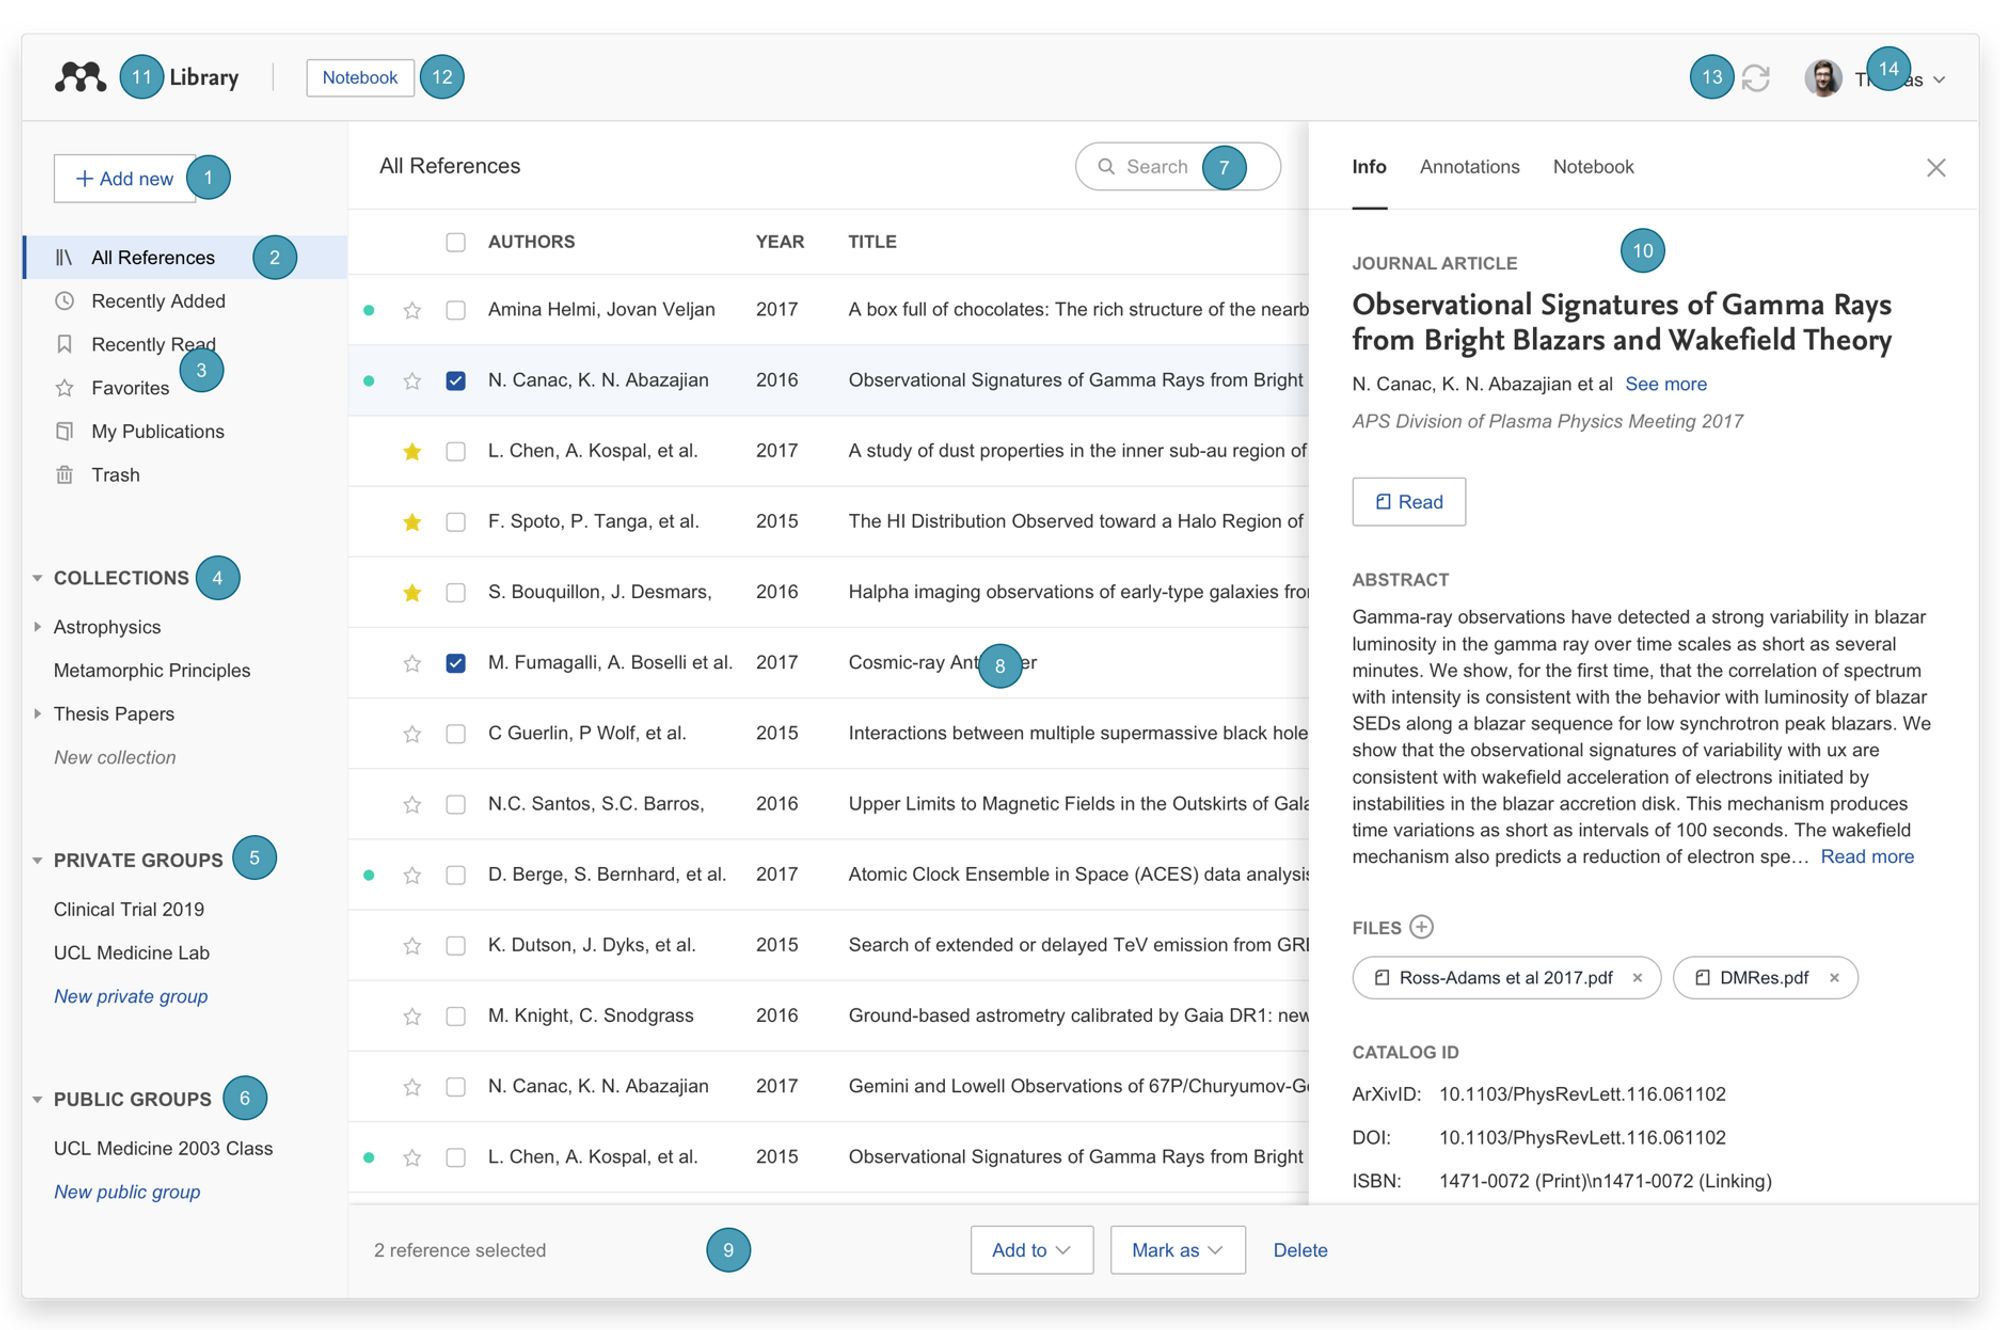 11 Library
Notebook 12
13
14
+ Add new 1
All References 2
Recently Added
Recently Read
3
Favorites
My Publications
Trash
COLLECTIONS 4
Astrophysics
Metamorphic Principles
Thesis Papers
New collection
PRIVATE GROUPS 5
Clinical Trial 2019
UCL Medicine Lab
New private group
PUBLIC GROUPS 6
UCL Medicine 2003 Class
New public group
All References
Search 7
AUTHORS YEAR TITLE
Amina Helmi, Jovan Veljan 2017 A box full of chocolates: The rich structure of the nearb
N. Canac, K. N. Abazajian 2016 Observational Signatures of Gamma Rays from Bright
L. Chen, A. Kospal, et al. 2017 A study of dust properties in the inner sub-au region of
F. Spoto, P. Tanga, et al. 2015 The HI Distribution Observed toward a Halo Region of
S. Bouquillon, J. Desmars, 2016 Halpha imaging observations of early-type galaxies fro
M. Fumagalli, A. Boselli et al. 2017 Cosmic-ray 8
C Guerlin, P Wolf, et al. 2015 Interactions between multiple supermassive black hole
N.C. Santos, S.C. Barros, 2016 Upper Limits to Magnetic Fields in the Outskirts of Gala
D. Berge, S. Bernhard, et al. 2017 Atomic Clock Ensemble in Space (ACES) data analysis
K. Dutson, J. Dyks, et al. 2015 Search of extended or delayed TeV emission from GRB
M. Knight, C. Snodgrass 2016 Ground-based astrometry calibrated by Gaia DR1: new
N. Canac, K. N. Abazajian 2017 Gemini and Lowell Observations of 67P/Churyumov-Ge
L. Chen, A. Kospal, et al. 2015 Observational Signatures of Gamma Rays from Bright
2 reference selected 9 Add to Mark as Delete
Info Annotations Notebook
10
JOURNAL ARTICLE
Observational Signatures of Gamma Rays
from Bright Blazars and Wakefield Theory
N. Canac, K. N. Abazajian et al See more
APS Division of Plasma Physics Meeting 2017
Read
ABSTRACT
Gamma-ray observations have detected a strong variability in blazar
luminosity in the gamma ray over time scales as short as several
minutes. We show, for the first time, that the correlation of spectrum
with intensity is consistent with the behavior with luminosity of blazar
SEDs along a blazar sequence for low synchrotron peak blazars. We
show that the observational signatures of variability with ux are
consistent with wakefield acceleration of electrons initiated by
instabilities in the blazar accretion disk. This mechanism produces
time variations as short as intervals of 100 seconds. The wakefield
mechanism also predicts a reduction of electron spe... Read more
FILES
Ross-Adams et al 2017.pdf ×
DMRes.pdf ×
CATALOG ID
ArXivID: 10.1103/PhysRevLett.116.061102
DOI: 10.1103/PhysRevLett.116.061102
ISBN: 1471-0072 (Print)\n1471-0072 (Linking)